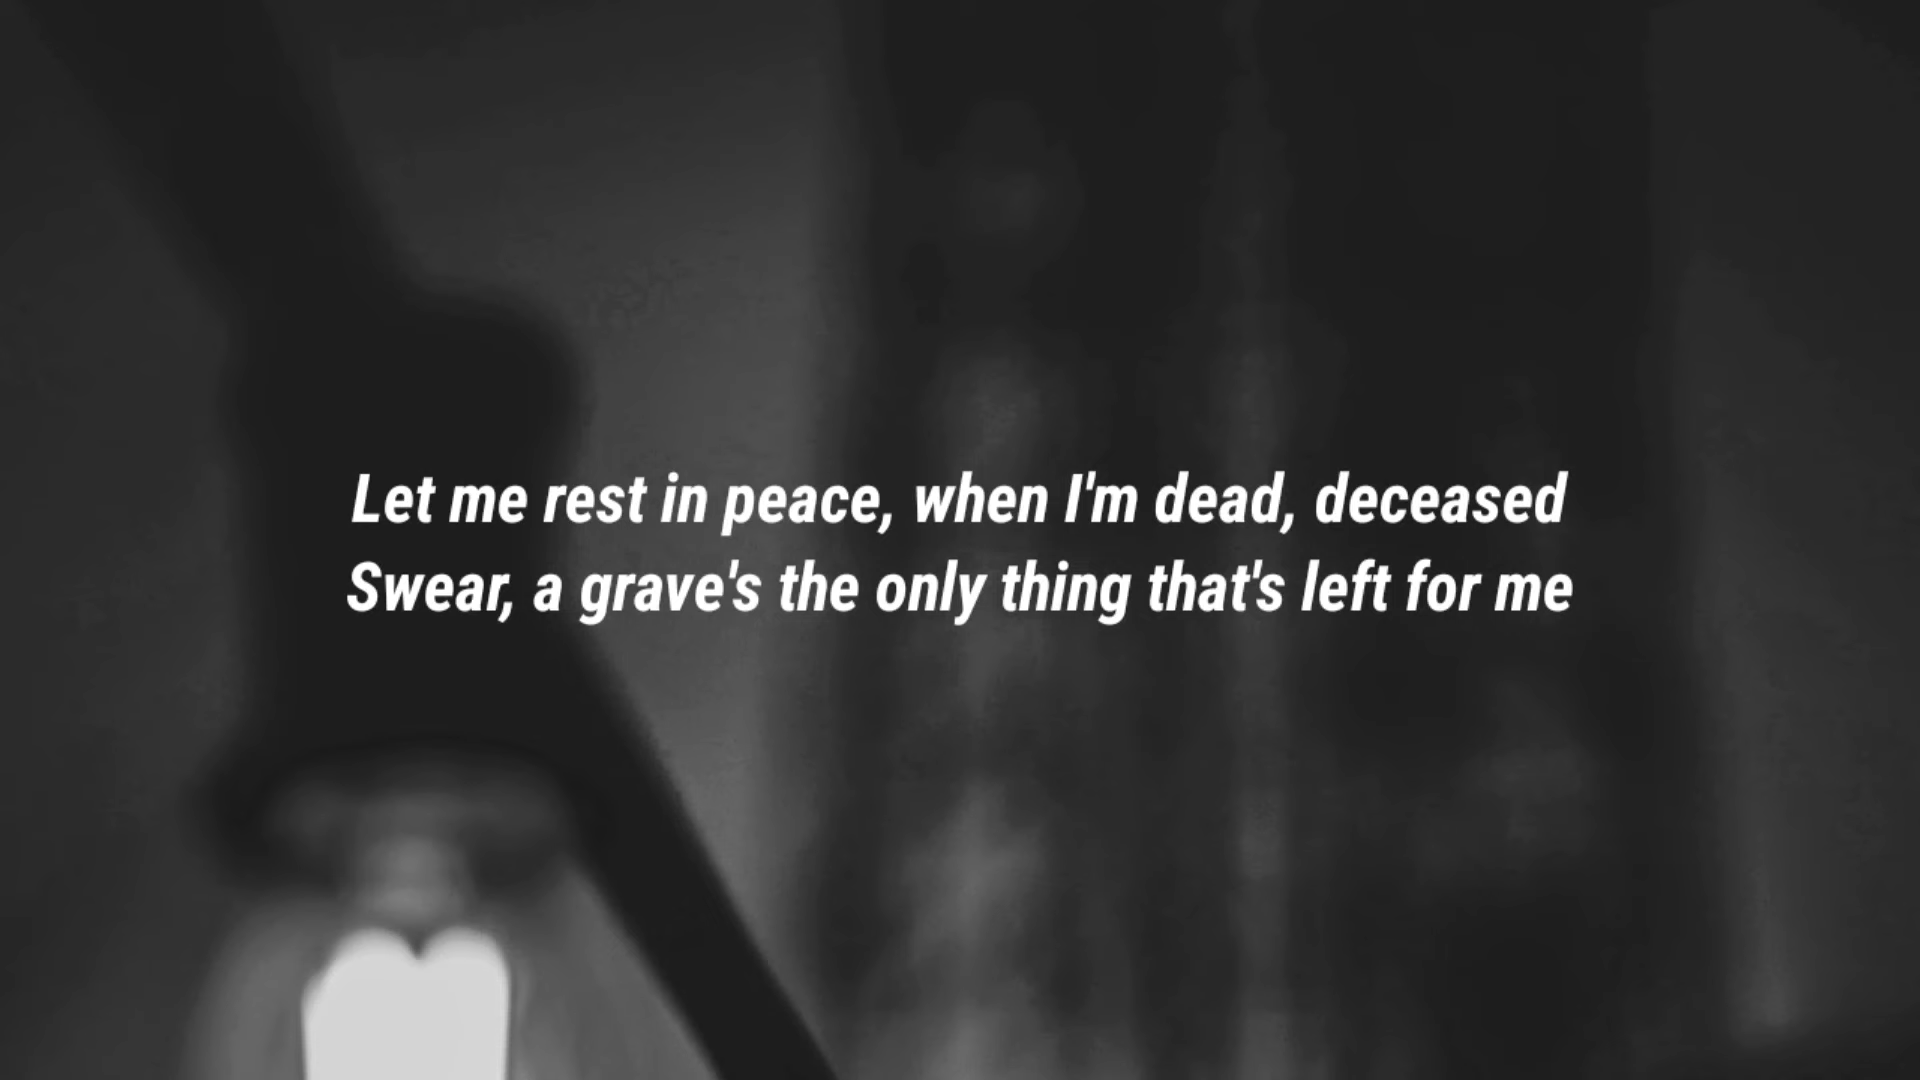 Let me rest in peace, when I'm dead, deceased
Swear, a grave's the only thing that's left for me